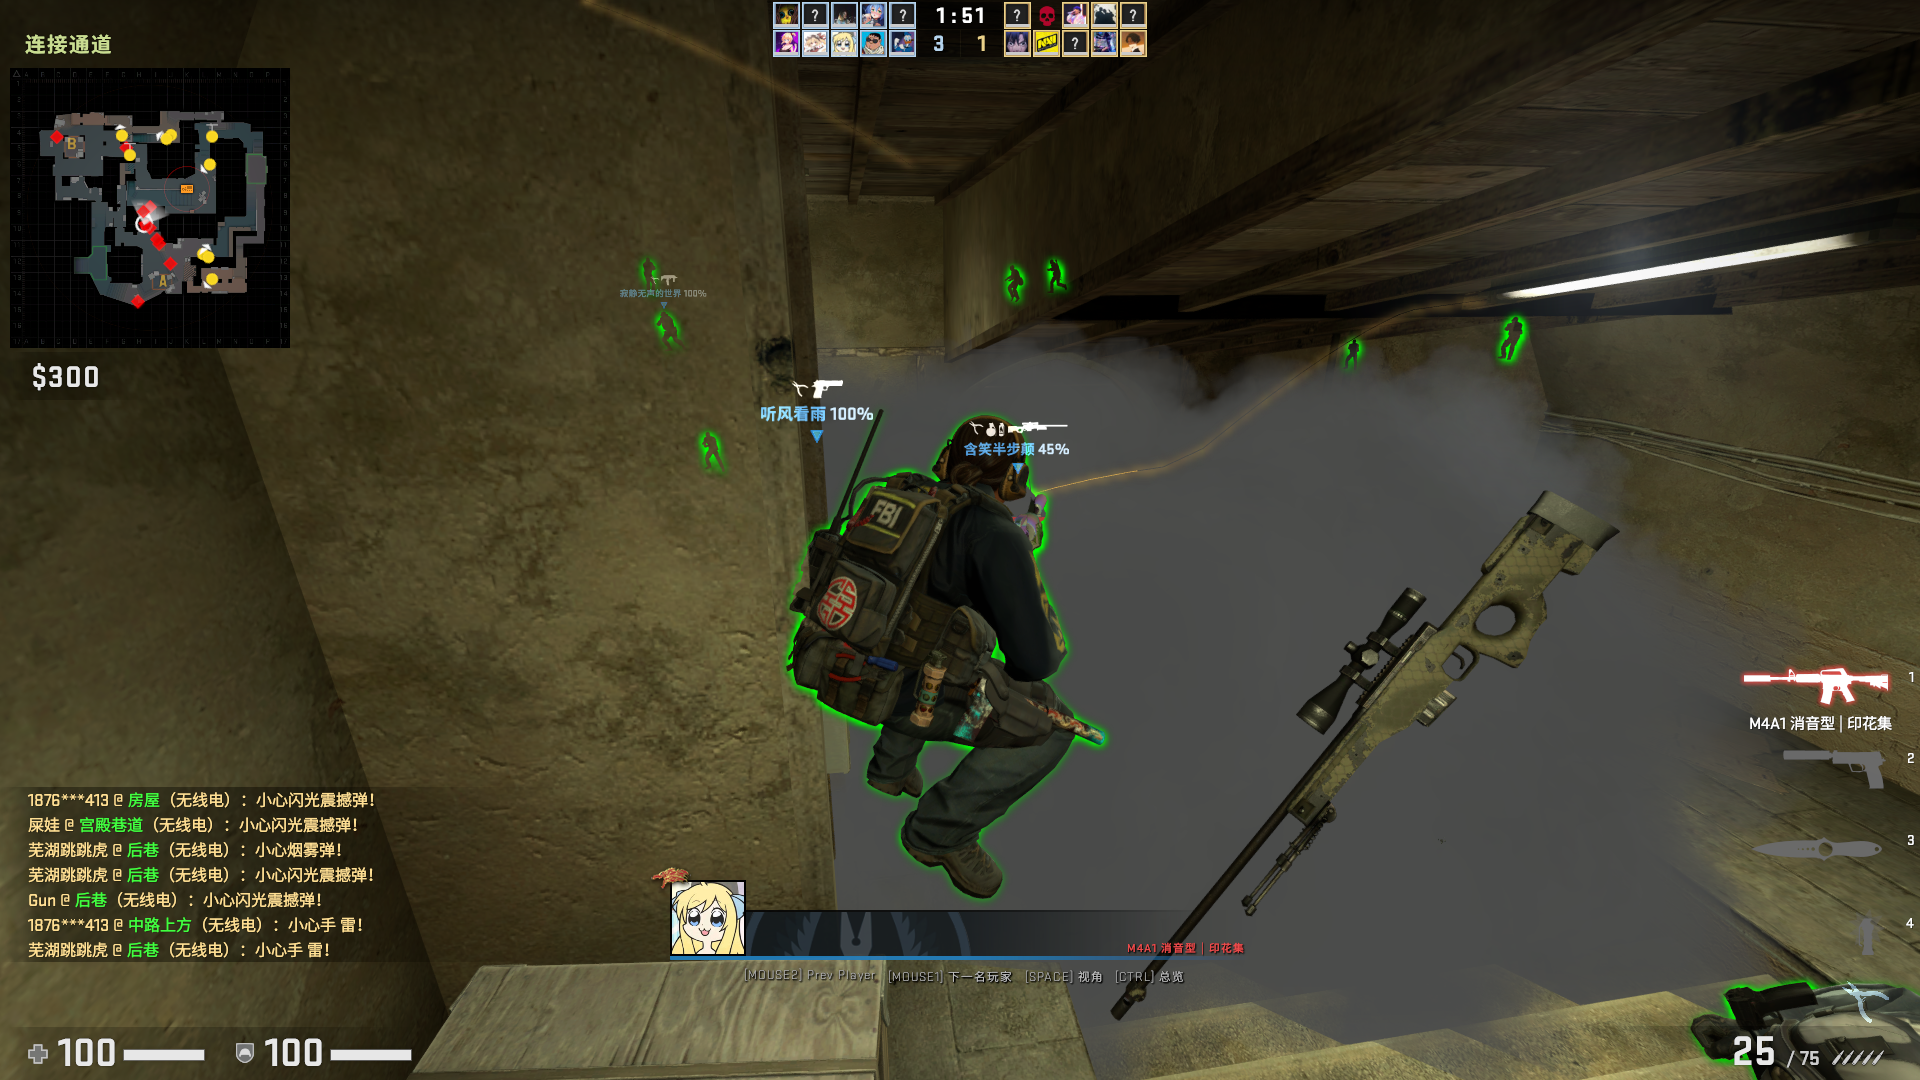 连接通道
B
A
$300
? ? 1:51 ? ?
3 1 ?
寂静无声的世界 100%
听风看雨 100%
含笑半步颠 45%
FBI
1
M4A1 消音型 | 印花集
2
3
4
1876***413 @ 房屋（无线电）： 小心闪光震撼弹！
屎娃 @ 宫殿巷道（无线电）： 小心闪光震撼弹！
芜湖跳跳虎 @ 后巷（无线电）： 小心烟雾弹！
芜湖跳跳虎 @ 后巷（无线电）： 小心闪光震撼弹！
Gun @ 后巷（无线电）： 小心闪光震撼弹！
1876***413 @ 中路上方（无线电）： 小心手 雷！
芜湖跳跳虎 @ 后巷（无线电）： 小心手 雷！
M4A1 消音型 | 印花集
[MOUSE2] Prev Player [MOUSE1] 下一名玩家 [SPACE] 视角 [CTRL] 总览
100 100
25 / 75